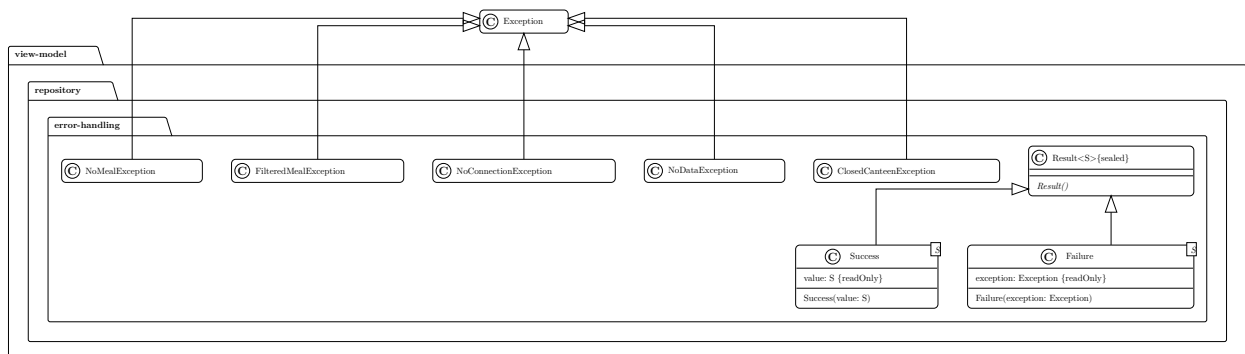 C Exception
view-model
repository
error-handling
C NoMealException
C FilteredMealException
C NoConnectionException
C NoDataException
C ClosedCanteenException
C Result<S>{sealed}
Result()
C Success
S
value: S {readOnly}
Success(value: S)
C Failure
S
exception: Exception {readOnly}
Failure(exception: Exception)